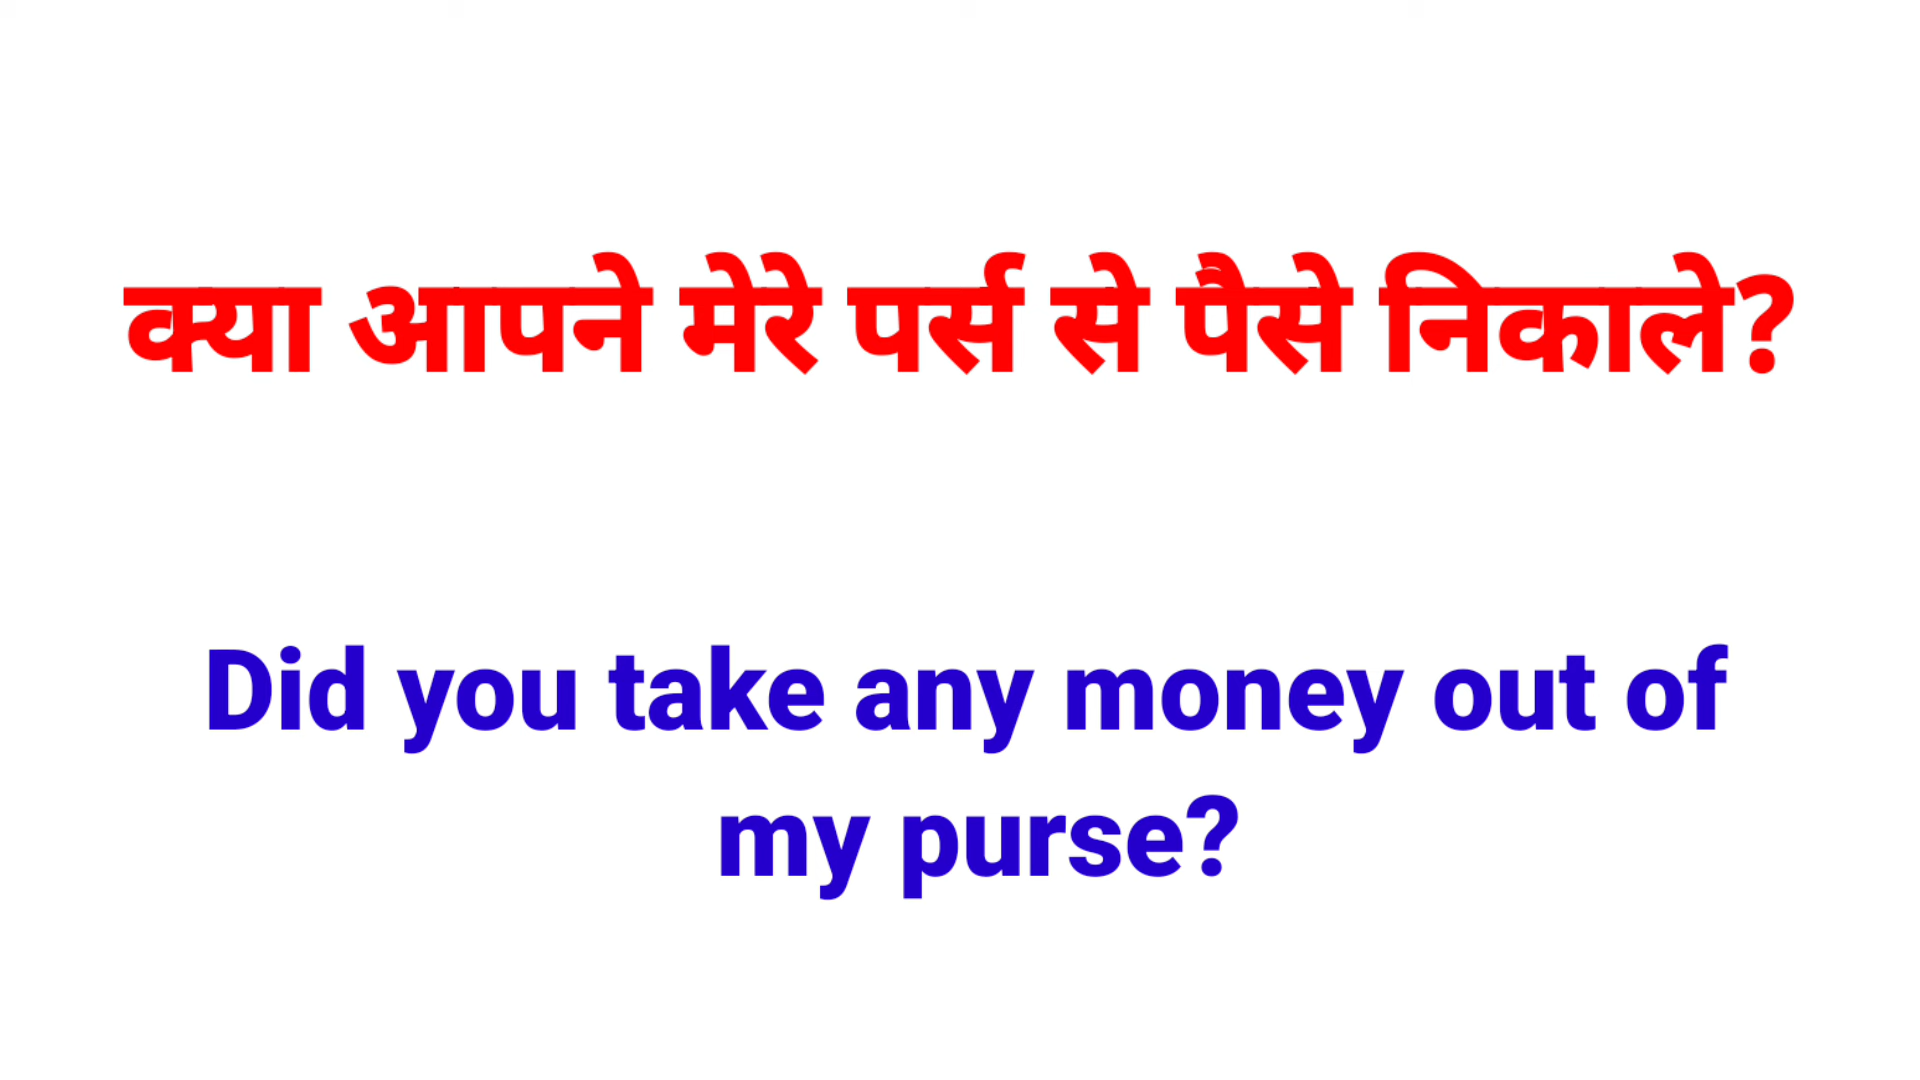 क्या आपने मेरे पर्स से पैसे निकाले?
Did you take any money out of
my purse?